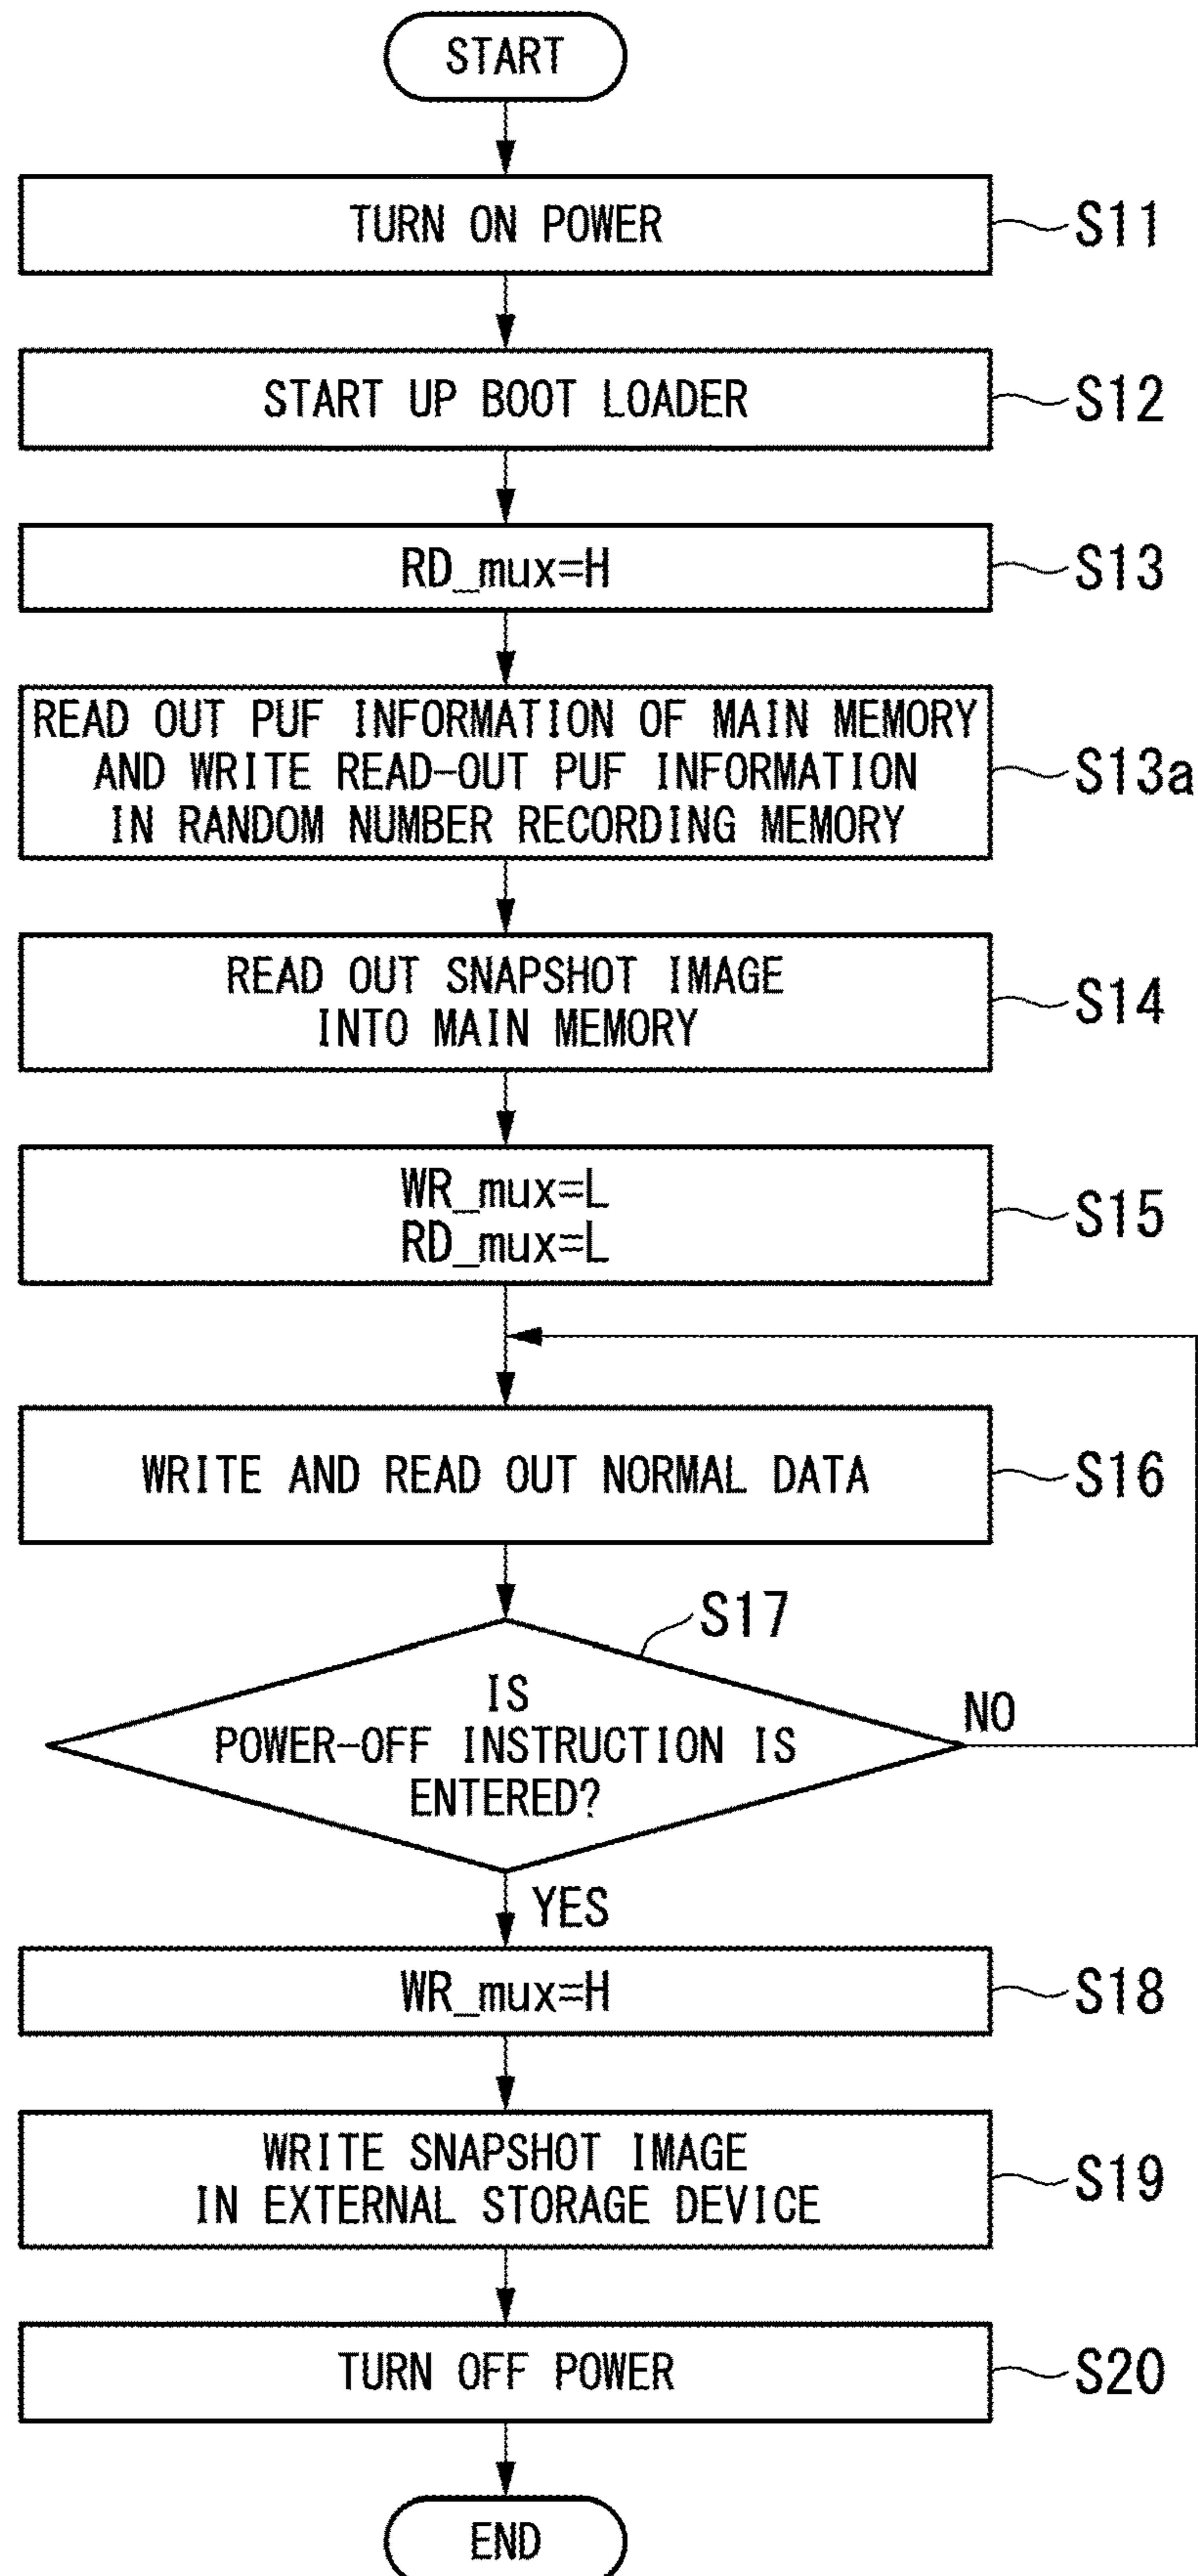 START
TURN ON POWER
S11
START UP BOOT LOADER
S12
RD_mux=H
S13
READ OUT PUF INFORMATION OF MAIN MEMORY
AND WRITE READ-OUT PUF INFORMATION
IN RANDOM NUMBER RECORDING MEMORY
S13a
READ OUT SNAPSHOT IMAGE
INTO MAIN MEMORY
S14
WR_mux=L
RD_mux=L
S15
WRITE AND READ OUT NORMAL DATA
S16
S17
IS
POWER-OFF INSTRUCTION IS
ENTERED?
NO
YES
WR_mux=H
S18
WRITE SNAPSHOT IMAGE
IN EXTERNAL STORAGE DEVICE
S19
TURN OFF POWER
S20
END